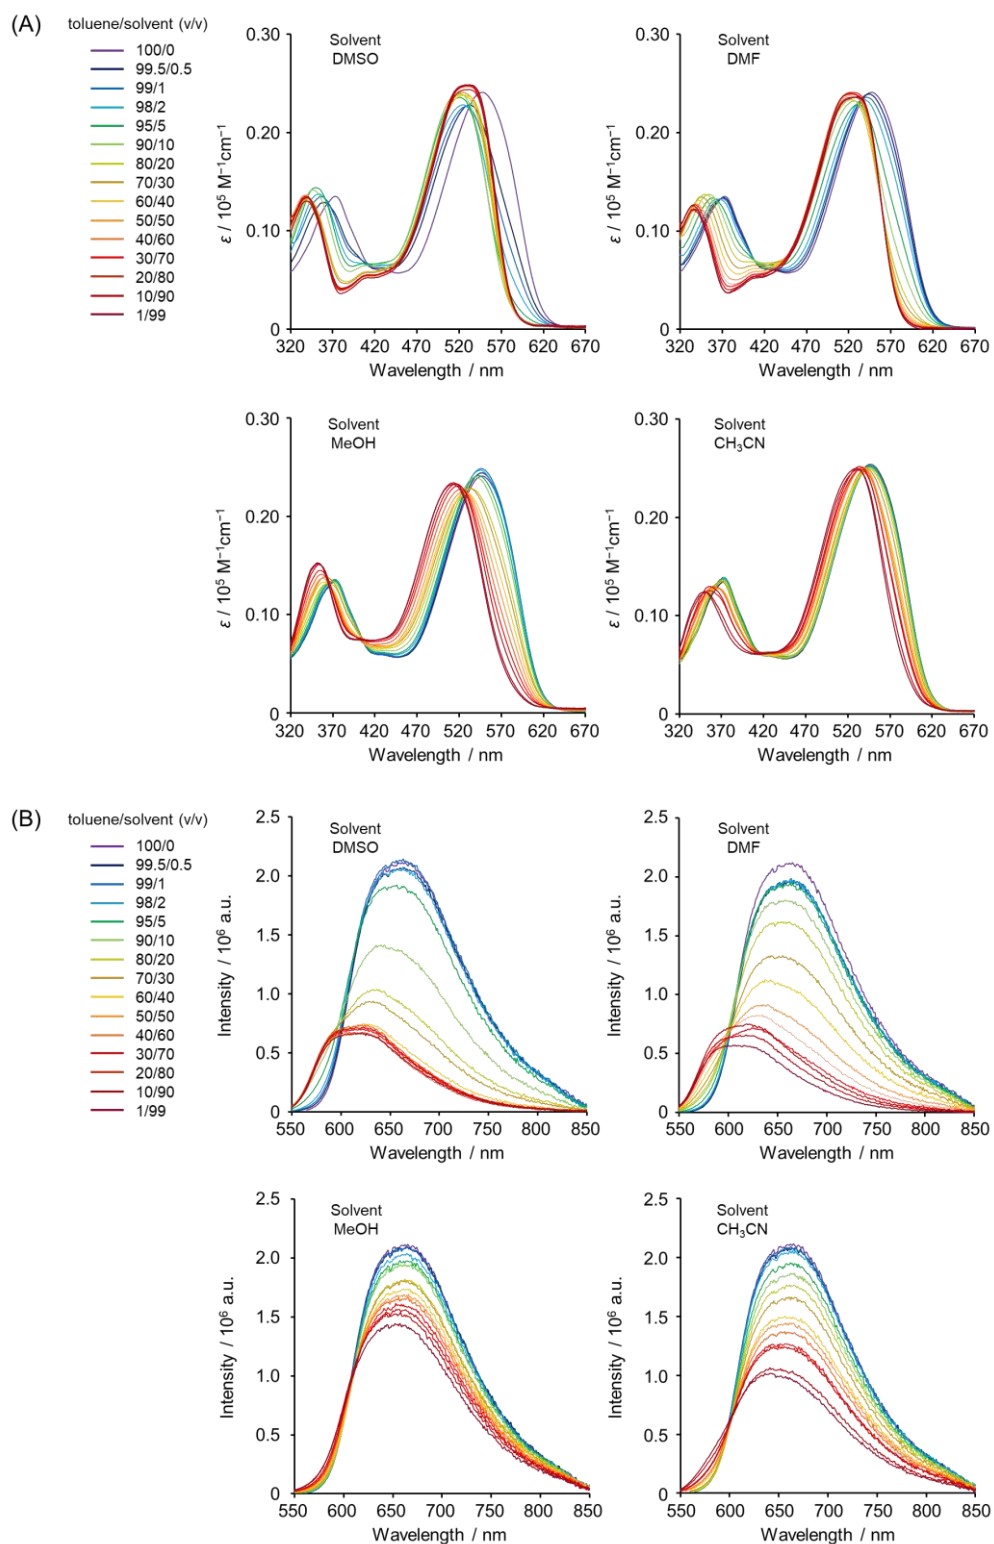 (A)
toluene/solvent (v/v)
100/0
99.5/0.5
99/1
98/2
95/5
90/10
80/20
70/30
60/40
50/50
40/60
30/70
20/80
10/90
1/99
Solvent
DMSO
0.30
0.20
0.10
0
ε / 10⁵ M⁻¹cm⁻¹
320 370 420 470 520 570 620 670
Wavelength / nm
Solvent
DMF
0.30
0.20
0.10
0
ε / 10⁵ M⁻¹cm⁻¹
320 370 420 470 520 570 620 670
Wavelength / nm
Solvent
MeOH
0.30
0.20
0.10
0
ε / 10⁵ M⁻¹cm⁻¹
320 370 420 470 520 570 620 670
Wavelength / nm
Solvent
CH₃CN
0.30
0.20
0.10
0
ε / 10⁵ M⁻¹cm⁻¹
320 370 420 470 520 570 620 670
Wavelength / nm
(B)
toluene/solvent (v/v)
100/0
99.5/0.5
99/1
98/2
95/5
90/10
80/20
70/30
60/40
50/50
40/60
30/70
20/80
10/90
1/99
Solvent
DMSO
2.5
2.0
1.5
1.0
0.5
0
Intensity / 10⁶ a.u.
550 600 650 700 750 800 850
Wavelength / nm
Solvent
DMF
2.5
2.0
1.5
1.0
0.5
0
Intensity / 10⁶ a.u.
550 600 650 700 750 800 850
Wavelength / nm
Solvent
MeOH
2.5
2.0
1.5
1.0
0.5
0
Intensity / 10⁶ a.u.
550 600 650 700 750 800 850
Wavelength / nm
Solvent
CH₃CN
2.5
2.0
1.5
1.0
0.5
0
Intensity / 10⁶ a.u.
550 600 650 700 750 800 850
Wavelength / nm